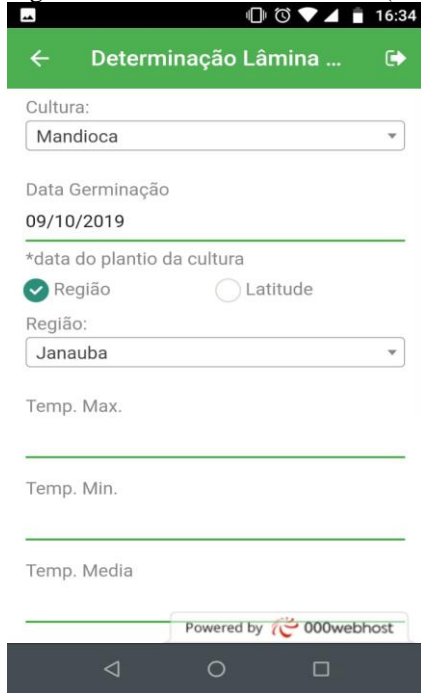 16:34
Determinação Lâmina ...
Cultura:
Mandioca
Data Germinação
09/10/2019
*data do plantio da cultura
Região Latitude
Região:
Janauba
Temp. Max.
Temp. Min.
Temp. Media
Powered by 000webhost